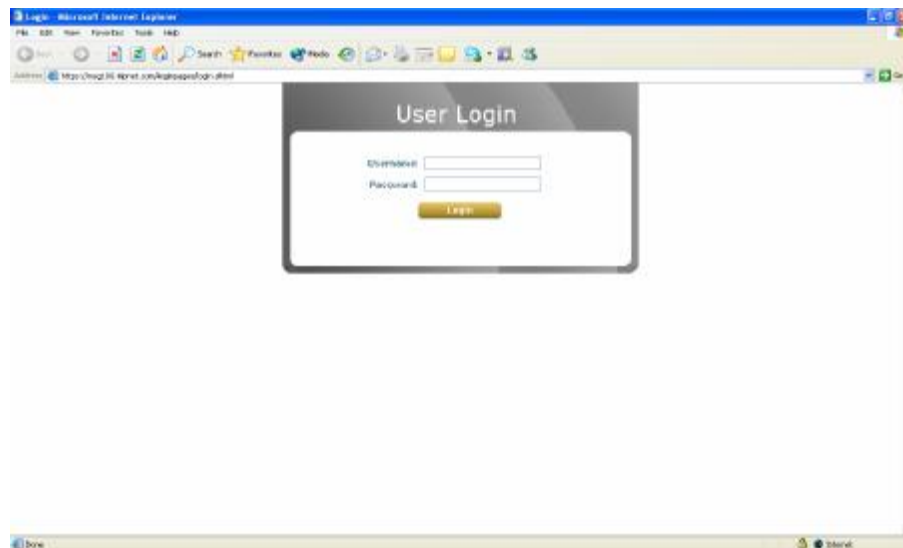 Login - Microsoft Internet Explorer
File Edit View Favorites Tools Help
Search Favorites Media
Address
User Login
Username
Password
Login
Done
Internet